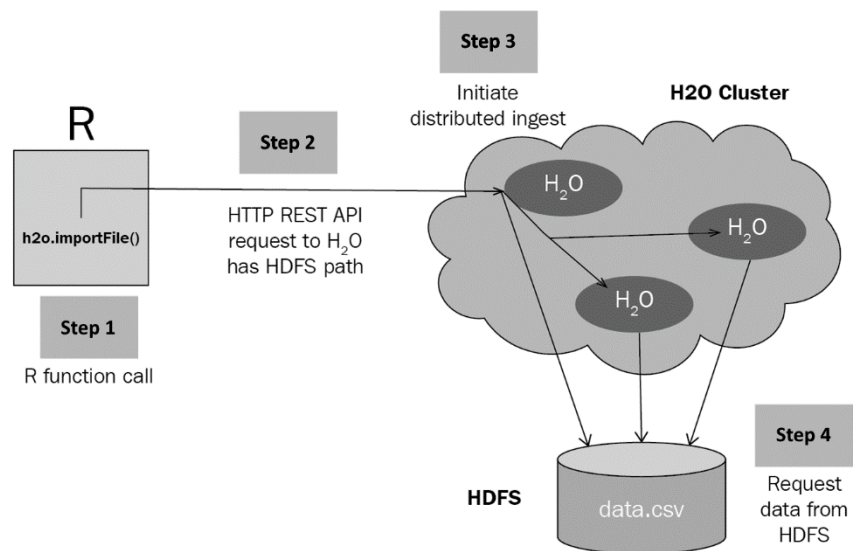 R
h2o.importFile()
Step 1
R function call
Step 2
HTTP REST API
request to H₂O
has HDFS path
Step 3
Initiate
distributed ingest
H2O Cluster
H₂O
H₂O
H₂O
HDFS
data.csv
Step 4
Request
data from
HDFS